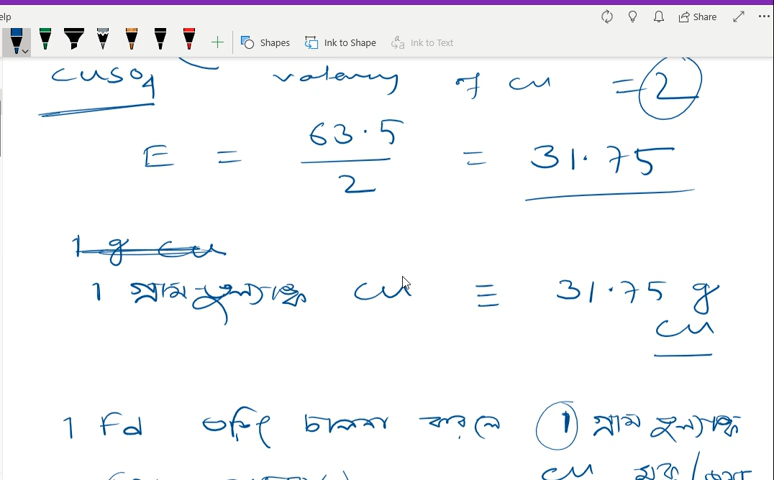 elp
Share
Shapes
Ink to Shape
Ink to Text
CuSO4 valency of Cu = 2
E = 63.5 / 2 = 31.75
1 g Cu
1 গ্রাম-তুল্যাঙ্ক Cu ≡ 31.75 g
Cu
1 Fd তড়িৎ চালনা করলে 1 গ্রাম তুল্যাঙ্ক
Cu